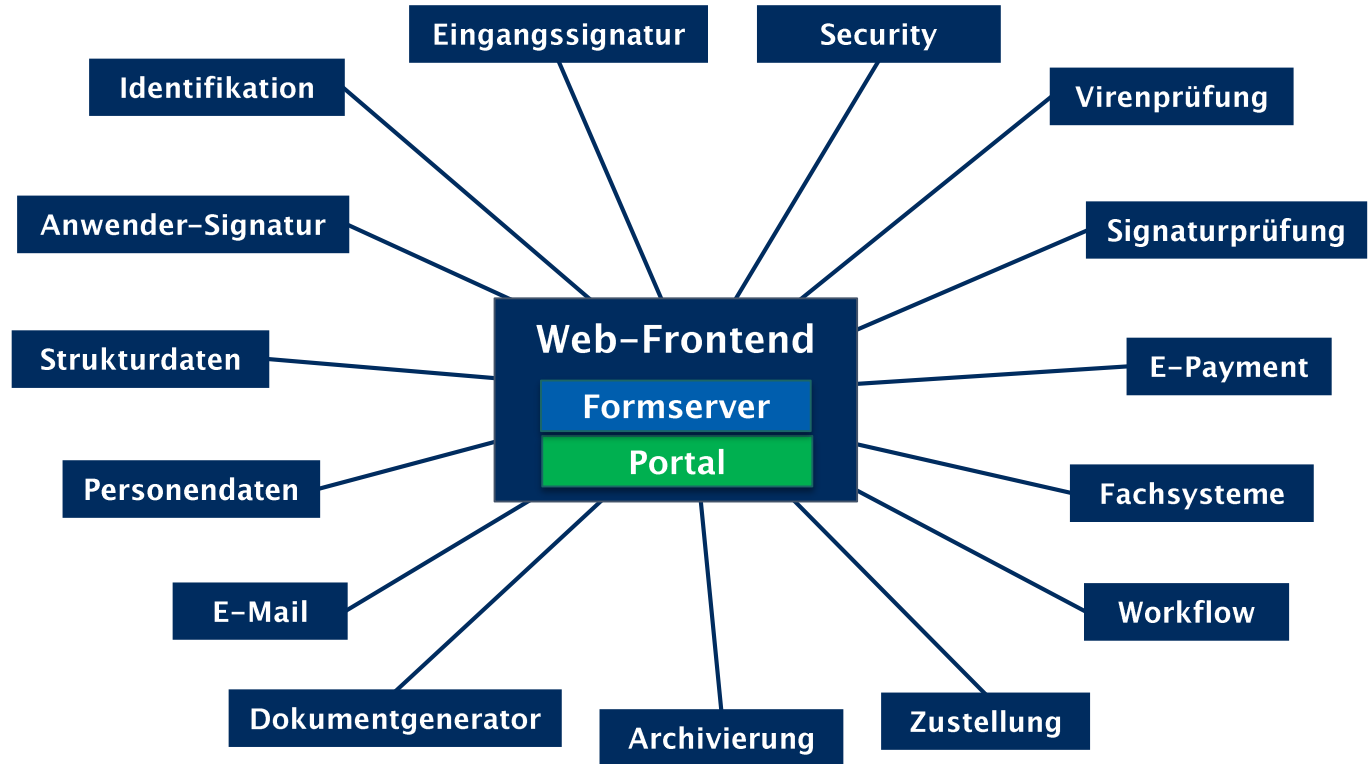 Eingangssignatur
Security
Identifikation
Virenprüfung
Anwender-Signatur
Signaturprüfung
Web-Frontend
Strukturdaten
E-Payment
Formserver
Portal
Personendaten
Fachsysteme
E-Mail
Workflow
Dokumentgenerator
Zustellung
Archivierung